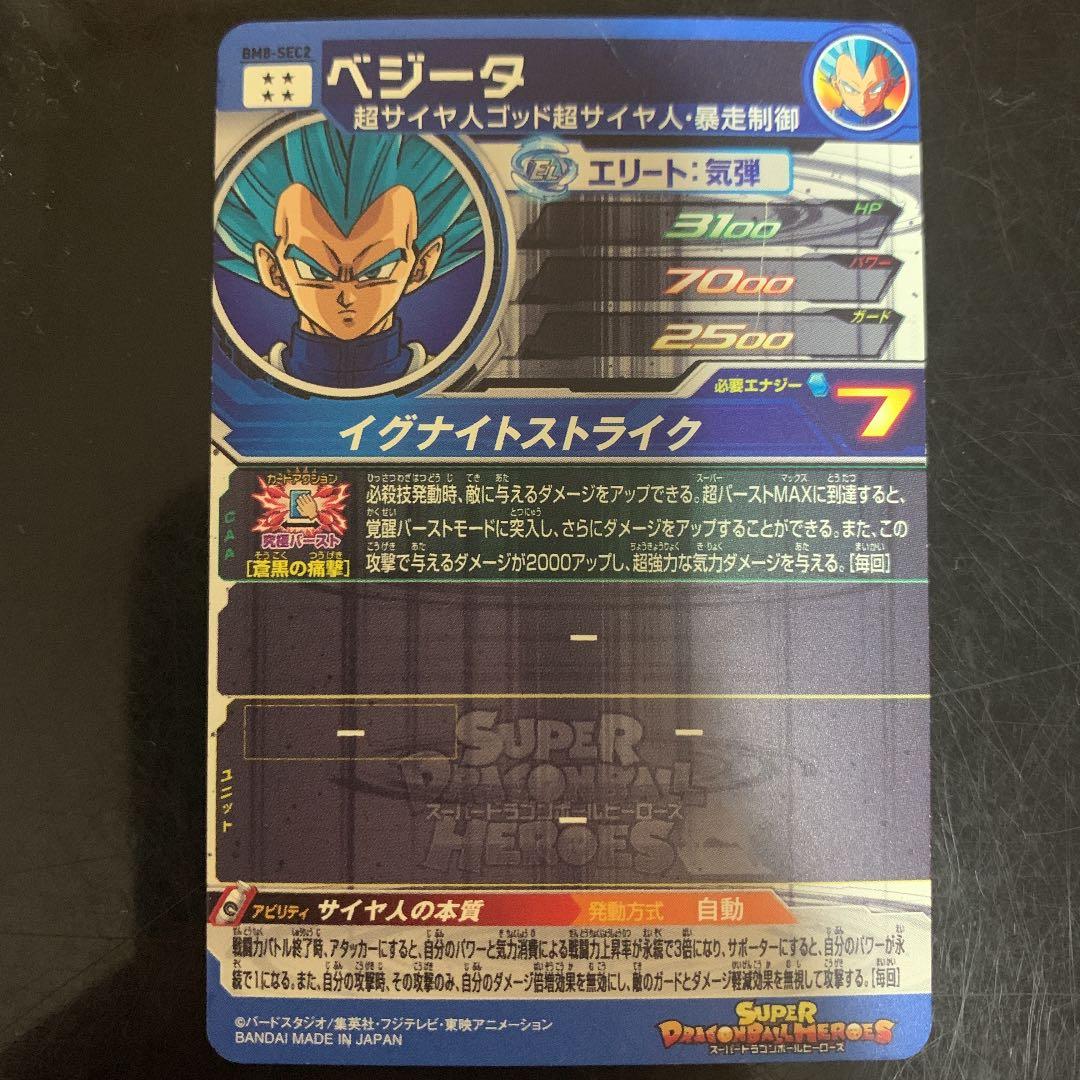 BM8-SEC2
★★
★★
ベジータ
超サイヤ人ゴッド超サイヤ人・暴走制御
EL エリート:気弾
HP
3100
パワー
7000
ガード
2500
必要エナジー 7
イグナイトストライク
CAA
カードアクション
究極バースト
[蒼黒の痛撃]
必殺技発動時、敵に与えるダメージをアップできる。超バーストMAXに到達すると、
覚醒バーストモードに突入し、さらにダメージをアップすることができる。また、この
攻撃で与えるダメージが2000アップし、超強力な気力ダメージを与える。[毎回]
ー
ユニット
ー ー
ー
SUPER
DRAGONBALL
スーパードラゴンボールヒーローズ
HEROES
アビリティ サイヤ人の本質 発動方式 自動
戦闘力バトル終了時、アタッカーにすると、自分のパワーと気力消費による戦闘力上昇率が永続で3倍になり、サポーターにすると、自分のパワーが永
続で1になる。また、自分の攻撃時、その攻撃のみ、自分のダメージ倍増効果を無効にし、敵のガードとダメージ軽減効果を無視して攻撃する。[毎回]
©バードスタジオ/集英社・フジテレビ・東映アニメーション
BANDAI MADE IN JAPAN
SUPER
DRAGONBALL HEROES
スーパードラゴンボールヒーローズ